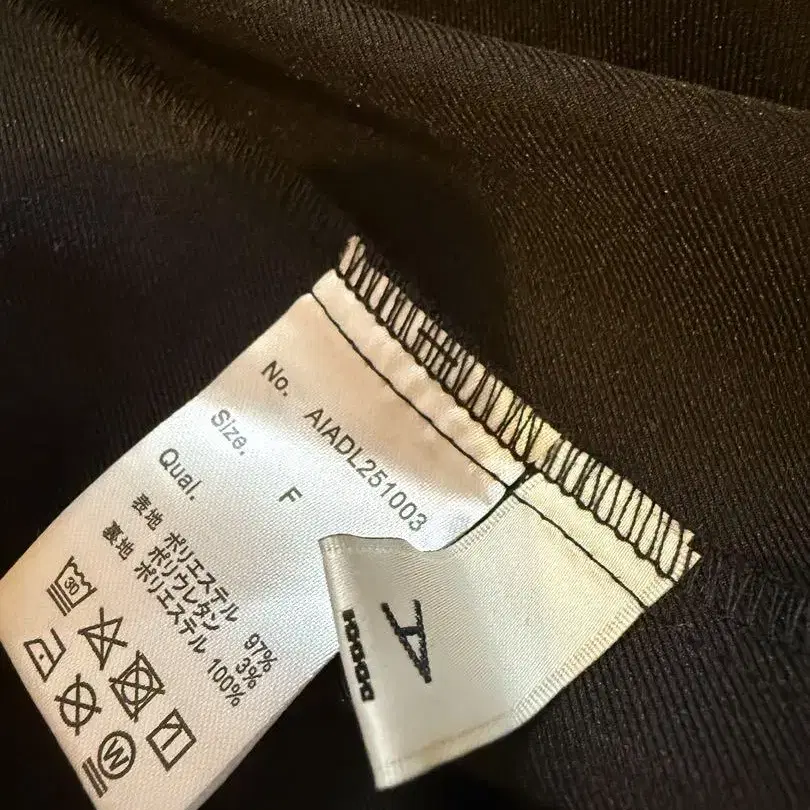 No. AIADL251003
Size. F
Qual.
表地 ポリエステル 97%
ポリウレタン 3%
裏地 ポリエステル 100%
30
W
A